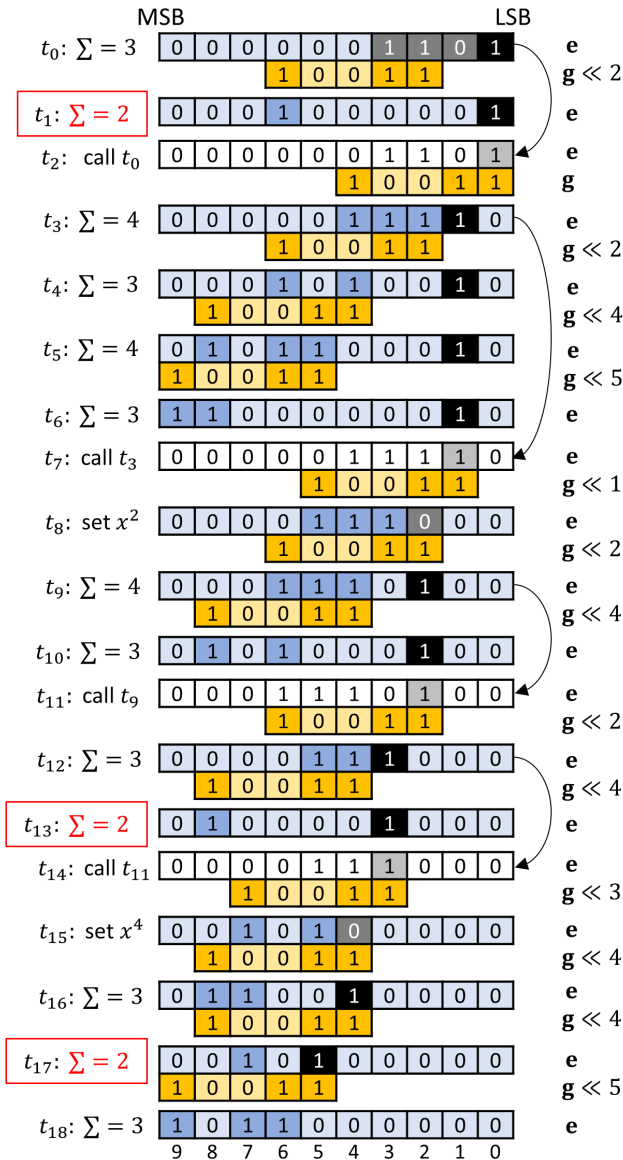 MSB LSB
t₀: ∑ = 3 0 0 0 0 0 0 1 1 0 1 e
1 0 0 1 1 g ≪ 2
t₁: ∑ = 2 0 0 0 1 0 0 0 0 0 1 e
t₂: call t₀ 0 0 0 0 0 0 1 1 0 1 e
1 0 0 1 1 g
t₃: ∑ = 4 0 0 0 0 0 1 1 1 1 0 e
1 0 0 1 1 g ≪ 2
t₄: ∑ = 3 0 0 0 1 0 1 0 0 1 0 e
1 0 0 1 1 g ≪ 4
t₅: ∑ = 4 0 1 0 1 1 0 0 0 1 0 e
1 0 0 1 1 g ≪ 5
t₆: ∑ = 3 1 1 0 0 0 0 0 0 1 0 e
t₇: call t₃ 0 0 0 0 0 1 1 1 1 0 e
1 0 0 1 1 g ≪ 1
t₈: set x² 0 0 0 0 1 1 1 0 0 0 e
1 0 0 1 1 g ≪ 2
t₉: ∑ = 4 0 0 0 1 1 1 0 1 0 0 e
1 0 0 1 1 g ≪ 4
t₁₀: ∑ = 3 0 1 0 1 0 0 0 1 0 0 e
t₁₁: call t₉ 0 0 0 1 1 1 0 1 0 0 e
1 0 0 1 1 g ≪ 2
t₁₂: ∑ = 3 0 0 0 0 1 1 1 0 0 0 e
1 0 0 1 1 g ≪ 4
t₁₃: ∑ = 2 0 1 0 0 0 0 1 0 0 0 e
t₁₄: call t₁₁ 0 0 0 0 1 1 1 0 0 0 e
1 0 0 1 1 g ≪ 3
t₁₅: set x⁴ 0 0 1 0 1 0 0 0 0 0 e
1 0 0 1 1 g ≪ 4
t₁₆: ∑ = 3 0 1 1 0 0 1 0 0 0 0 e
1 0 0 1 1 g ≪ 4
t₁₇: ∑ = 2 0 0 1 0 1 0 0 0 0 0 e
1 0 0 1 1 g ≪ 5
t₁₈: ∑ = 3 1 0 1 1 0 0 0 0 0 0 e
9 8 7 6 5 4 3 2 1 0